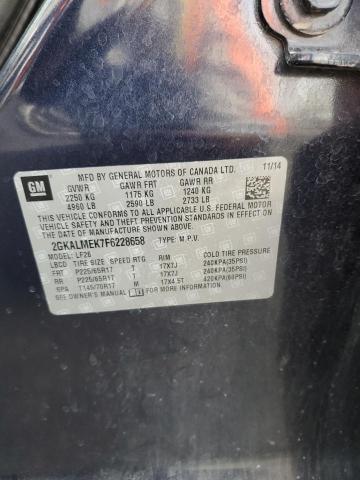 MFD BY GENERAL MOTORS OF CANADA LTD. 11/14
GM
GVWR GAWR FRT GAWR RR
2250 KG 1175 KG 1240 KG
4960 LB 2590 LB 2733 LB
THIS VEHICLE CONFORMS TO ALL APPLICABLE U.S. FEDERAL MOTOR
VEHICLE SAFETY AND THEFT PREVENTION STANDARDS IN EFFECT
ON THE DATE OF MANUFACTURE SHOWN ABOVE.
2GKALMEK7F6228658 TYPE: M.P.V.
MODEL: LF26
LBCD TIRE SIZE SPEED RTG RIM COLD TIRE PRESSURE
FRT P225/65R17 T 17X7J 240KPA(35PSI)
RR P225/65R17 T 17X7J 240KPA(35PSI)
SPA T145/70R17 M 17X4.5T 420KPA(60PSI)
SEE OWNER'S MANUAL FOR MORE INFORMATION.